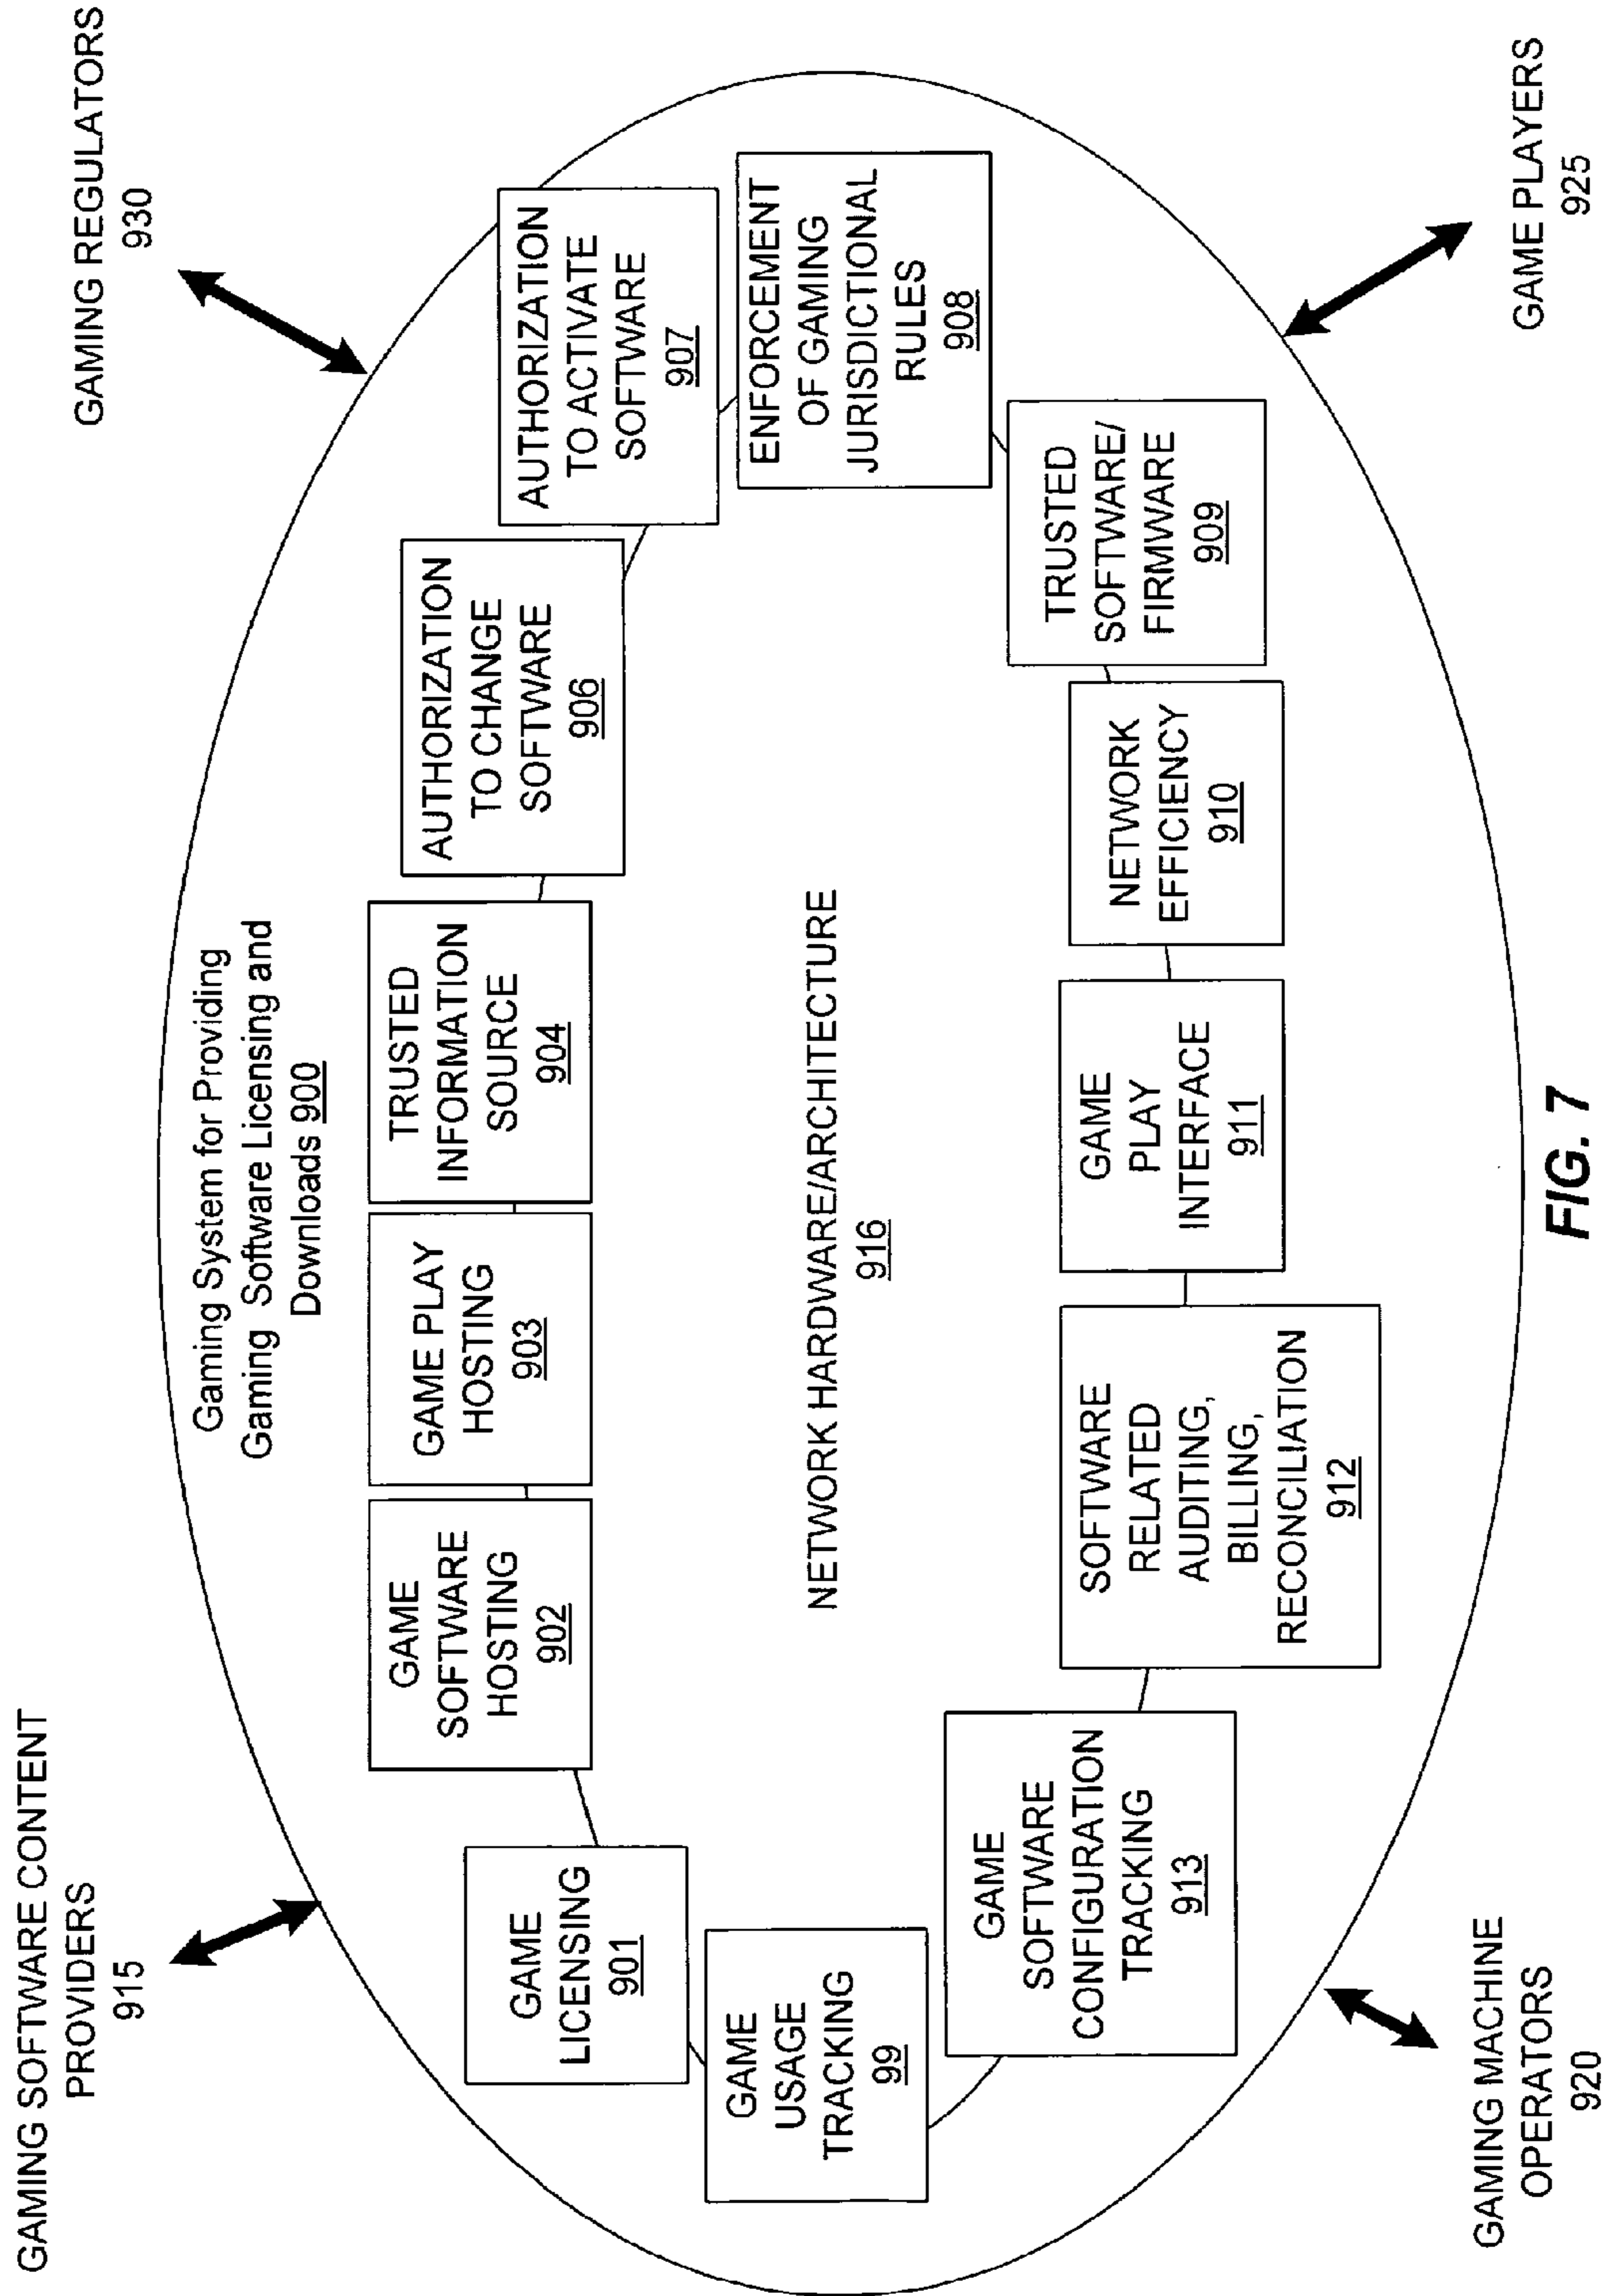 GAMING SOFTWARE CONTENT
PROVIDERS
915
GAMING REGULATORS
930
Gaming System for Providing
Gaming Software Licensing and
Downloads 900
GAME
LICENSING
901
GAME
SOFTWARE
HOSTING
902
GAME PLAY
HOSTING
903
TRUSTED
INFORMATION
SOURCE
904
AUTHORIZATION
TO CHANGE
SOFTWARE
906
AUTHORIZATION
TO ACTIVATE
SOFTWARE
907
ENFORCEMENT
OF GAMING
JURISDICTIONAL
RULES
908
NETWORK HARDWARE/ARCHITECTURE
916
GAME
USAGE
TRACKING
99
GAME
SOFTWARE
CONFIGURATION
TRACKING
913
SOFTWARE
RELATED
AUDITING,
BILLING,
RECONCILIATION
912
GAME
PLAY
INTERFACE
911
NETWORK
EFFICIENCY
910
TRUSTED
SOFTWARE/
FIRMWARE
909
GAMING MACHINE
OPERATORS
920
GAME PLAYERS
925
FIG. 7